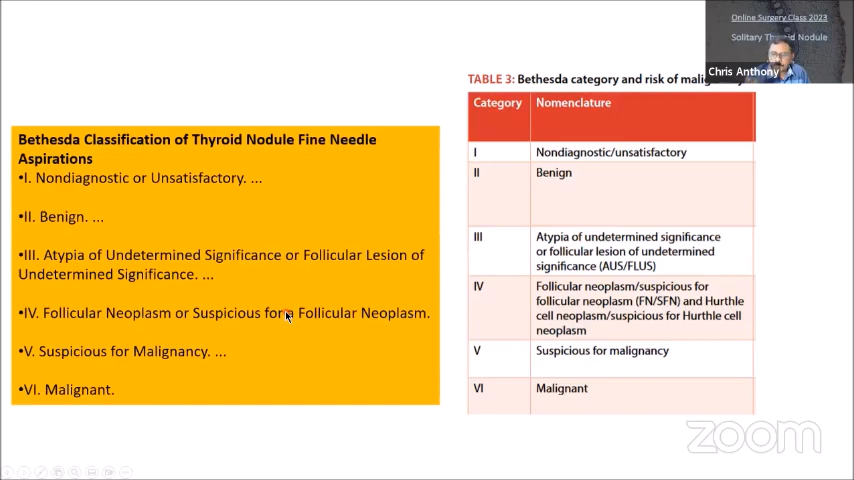 Online Surgery Class 2023
Solitary Thyroid Nodule
Chris Anthony
Bethesda Classification of Thyroid Nodule Fine Needle
Aspirations
•I. Nondiagnostic or Unsatisfactory. ...
•II. Benign. ...
•III. Atypia of Undetermined Significance or Follicular Lesion of
Undetermined Significance. ...
•IV. Follicular Neoplasm or Suspicious for a Follicular Neoplasm.
•V. Suspicious for Malignancy. ...
•VI. Malignant.
TABLE 3: Bethesda category and risk of
Category Nomenclature
I Nondiagnostic/unsatisfactory
II Benign
III Atypia of undetermined significance
or follicular lesion of undetermined
significance (AUS/FLUS)
IV Follicular neoplasm/suspicious for
follicular neoplasm (FN/SFN) and Hurthle
cell neoplasm/suspicious for Hurthle cell
neoplasm
V Suspicious for malignancy
VI Malignant
zoom